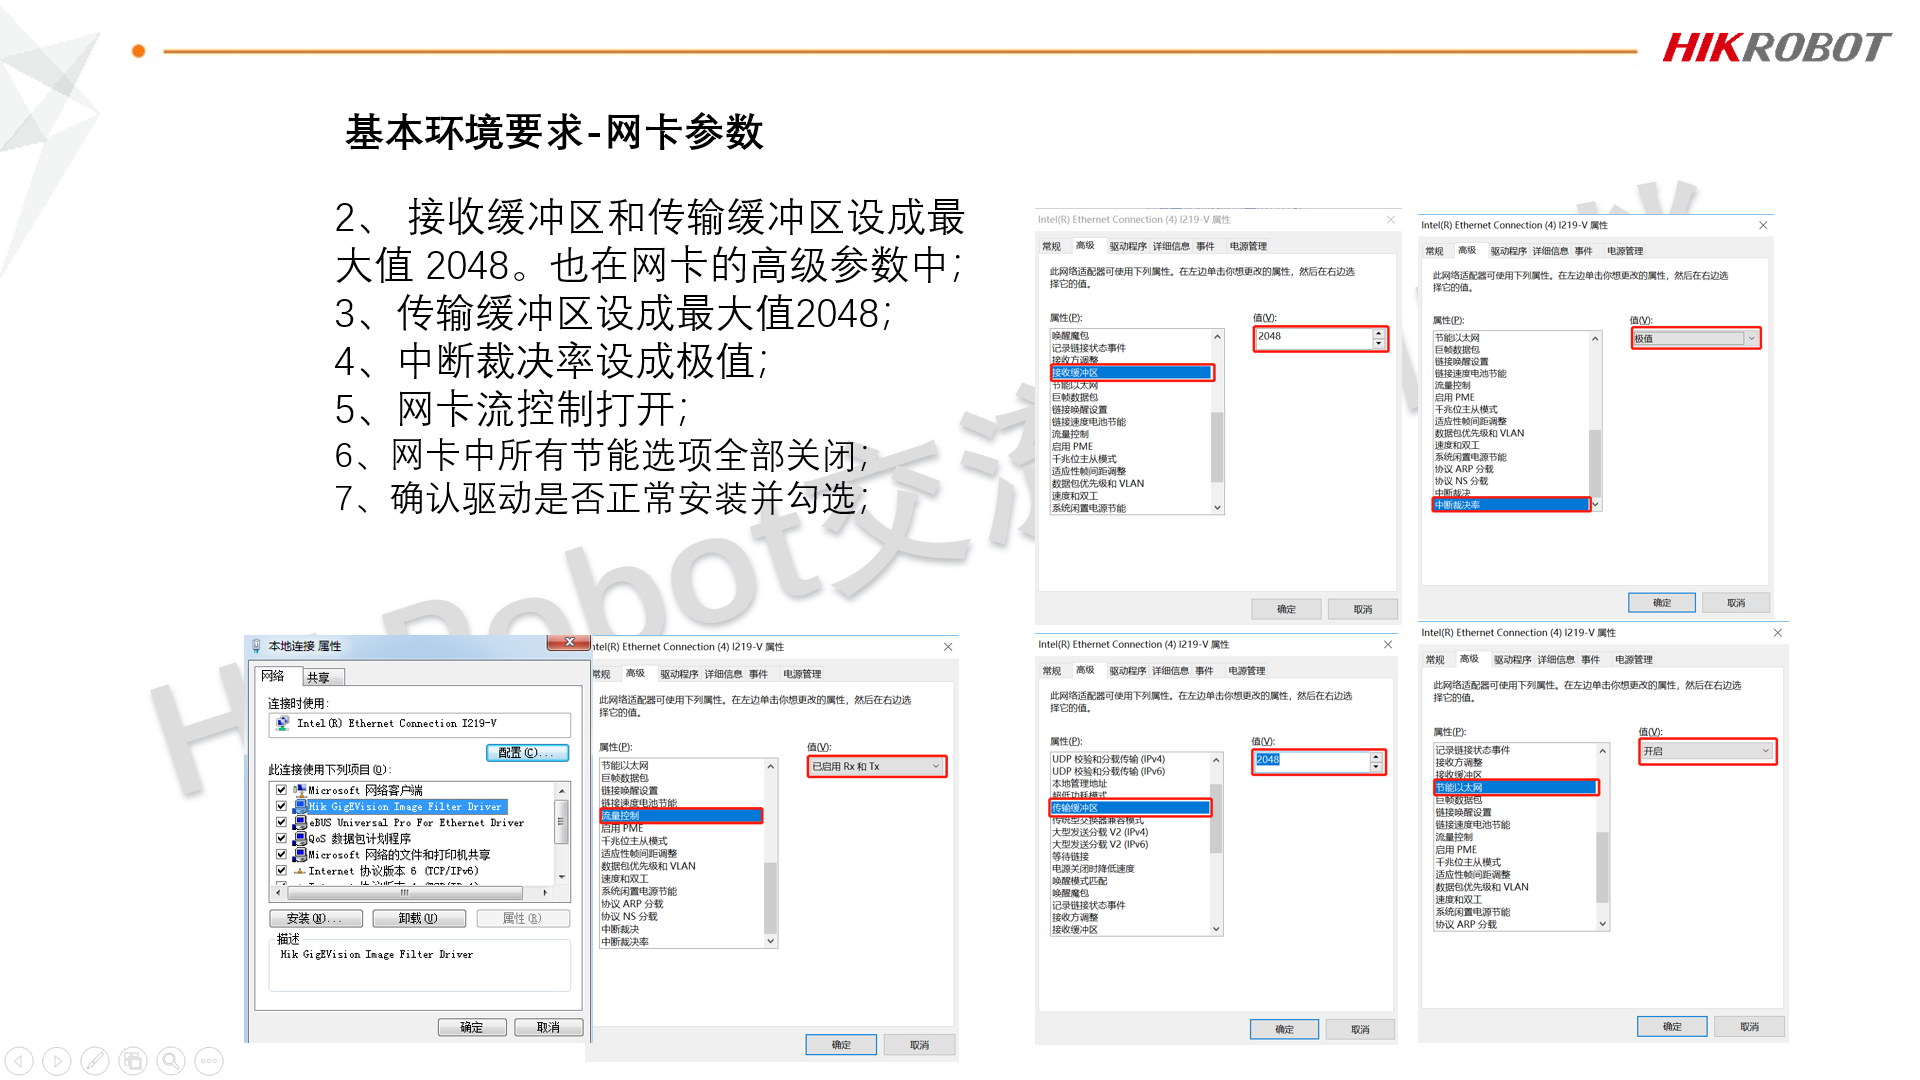 HIKROBOT
基本环境要求-网卡参数
2、 接收缓冲区和传输缓冲区设成最
大值 2048。也在网卡的高级参数中；
3、传输缓冲区设成最大值2048；
4、中断裁决率设成极值；
5、网卡流控制打开；
6、网卡中所有节能选项全部关闭；
7、确认驱动是否正常安装并勾选；
Intel(R) Ethernet Connection (4) I219-V 属性
常规 高级 驱动程序 详细信息 事件 电源管理
此网络适配器可使用下列属性。在左边单击你想更改的属性，然后在右边选
择它的值。
属性(P):
值(V):
2048
唤醒魔包
记录链接状态事件
接收方调整
接收缓冲区
节能以太网
巨帧数据包
链接唤醒设置
链接速度电池节能
流量控制
启用 PME
千兆位主从模式
适应性帧间距调整
数据包优先级和 VLAN
速度和双工
系统闲置电源节能
确定 取消
Intel(R) Ethernet Connection (4) I219-V 属性
常规 高级 驱动程序 详细信息 事件 电源管理
此网络适配器可使用下列属性。在左边单击你想更改的属性，然后在右边选
择它的值。
属性(P):
值(V):
极值
节能以太网
巨帧数据包
链接唤醒设置
链接速度电池节能
流量控制
启用 PME
千兆位主从模式
适应性帧间距调整
数据包优先级和 VLAN
速度和双工
系统闲置电源节能
协议 ARP 分载
协议 NS 分载
中断裁决
中断裁决率
确定 取消
本地连接 属性
网络 共享
连接时使用:
Intel(R) Ethernet Connection I219-V
配置(C)...
此连接使用下列项目(O):
Microsoft 网络客户端
Hik GigEVision Image Filter Driver
eBUS Universal Pro For Ethernet Driver
QoS 数据包计划程序
Microsoft 网络的文件和打印机共享
Internet 协议版本 6 (TCP/IPv6)
安装(N)... 卸载(U) 属性(R)
描述
Hik GigEVision Image Filter Driver
确定 取消
ntel(R) Ethernet Connection (4) I219-V 属性
常规 高级 驱动程序 详细信息 事件 电源管理
此网络适配器可使用下列属性。在左边单击你想更改的属性，然后在右边选
择它的值。
属性(P):
值(V):
已启用 Rx 和 Tx
节能以太网
巨帧数据包
链接唤醒设置
链接速度电池节能
流量控制
启用 PME
千兆位主从模式
适应性帧间距调整
数据包优先级和 VLAN
速度和双工
系统闲置电源节能
协议 ARP 分载
协议 NS 分载
中断裁决
中断裁决率
确定 取消
Intel(R) Ethernet Connection (4) I219-V 属性
常规 高级 驱动程序 详细信息 事件 电源管理
此网络适配器可使用下列属性。在左边单击你想更改的属性，然后在右边选
择它的值。
属性(P):
值(V):
2048
UDP 校验和分载传输 (IPv4)
UDP 校验和分载传输 (IPv6)
本地管理地址
超低功耗模式
传输缓冲区
传统型交换器兼容模式
大型发送分载 V2 (IPv4)
大型发送分载 V2 (IPv6)
等待链接
电源关闭时降低速度
唤醒模式匹配
唤醒魔包
记录链接状态事件
接收方调整
接收缓冲区
确定 取消
Intel(R) Ethernet Connection (4) I219-V 属性
常规 高级 驱动程序 详细信息 事件 电源管理
此网络适配器可使用下列属性。在左边单击你想更改的属性，然后在右边选
择它的值。
属性(P):
值(V):
开启
记录链接状态事件
接收方调整
接收缓冲区
节能以太网
巨帧数据包
链接唤醒设置
链接速度电池节能
流量控制
启用 PME
千兆位主从模式
适应性帧间距调整
数据包优先级和 VLAN
速度和双工
系统闲置电源节能
协议 ARP 分载
确定 取消